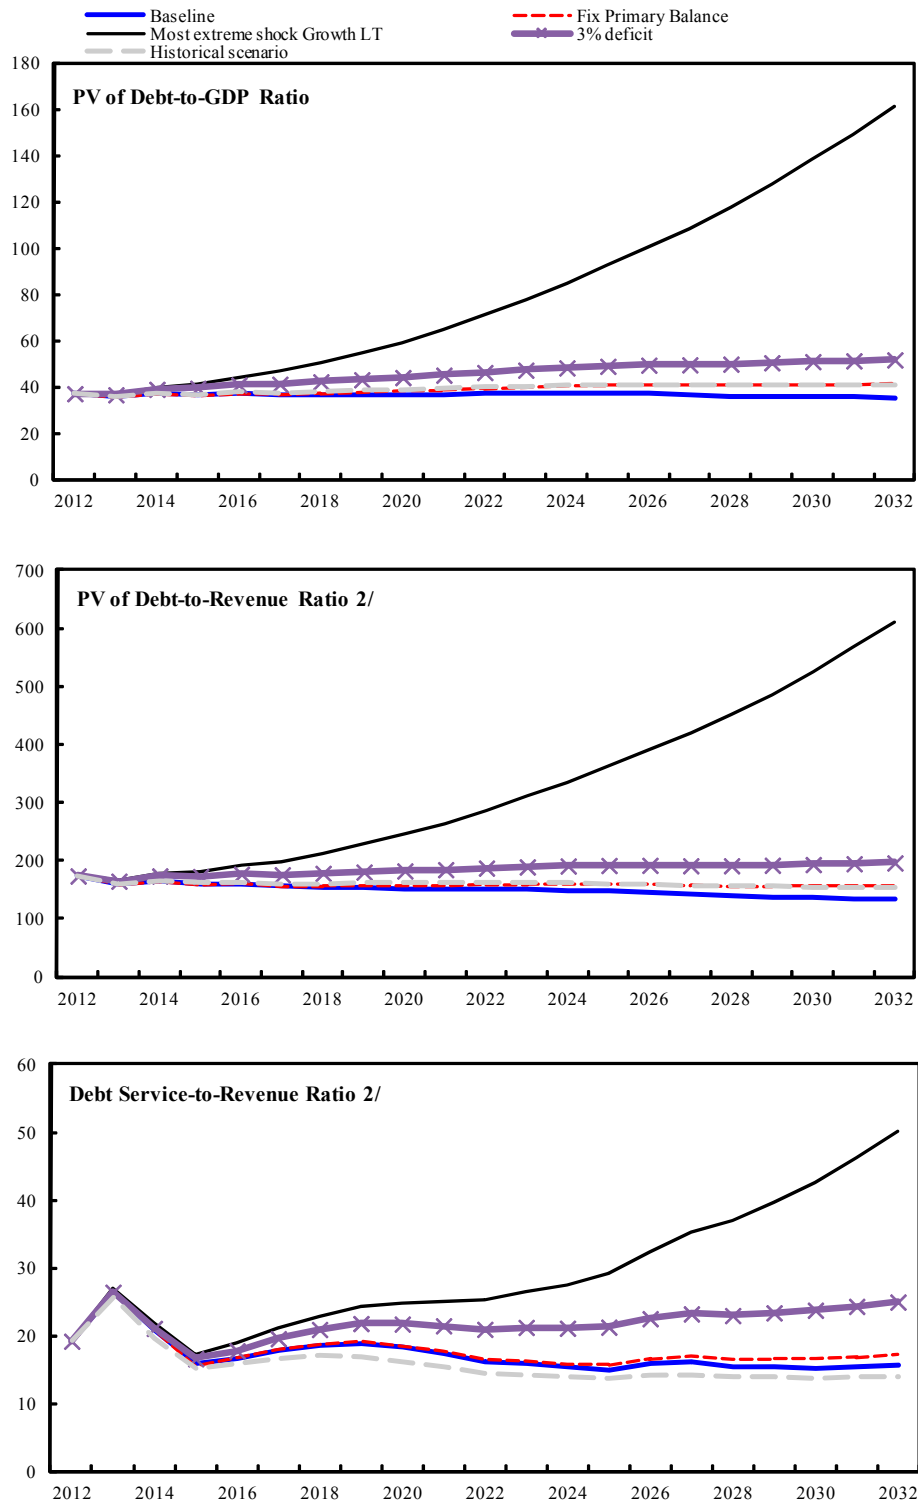 Baseline
Fix Primary Balance
Most extreme shock Growth LT
3% deficit
Historical scenario
180
160
140
120
100
80
60
40
20
0
PV of Debt-to-GDP Ratio
2012 2014 2016 2018 2020 2022 2024 2026 2028 2030 2032
700
600
500
400
300
200
100
0
PV of Debt-to-Revenue Ratio 2/
2012 2014 2016 2018 2020 2022 2024 2026 2028 2030 2032
60
50
40
30
20
10
0
Debt Service-to-Revenue Ratio 2/
2012 2014 2016 2018 2020 2022 2024 2026 2028 2030 2032